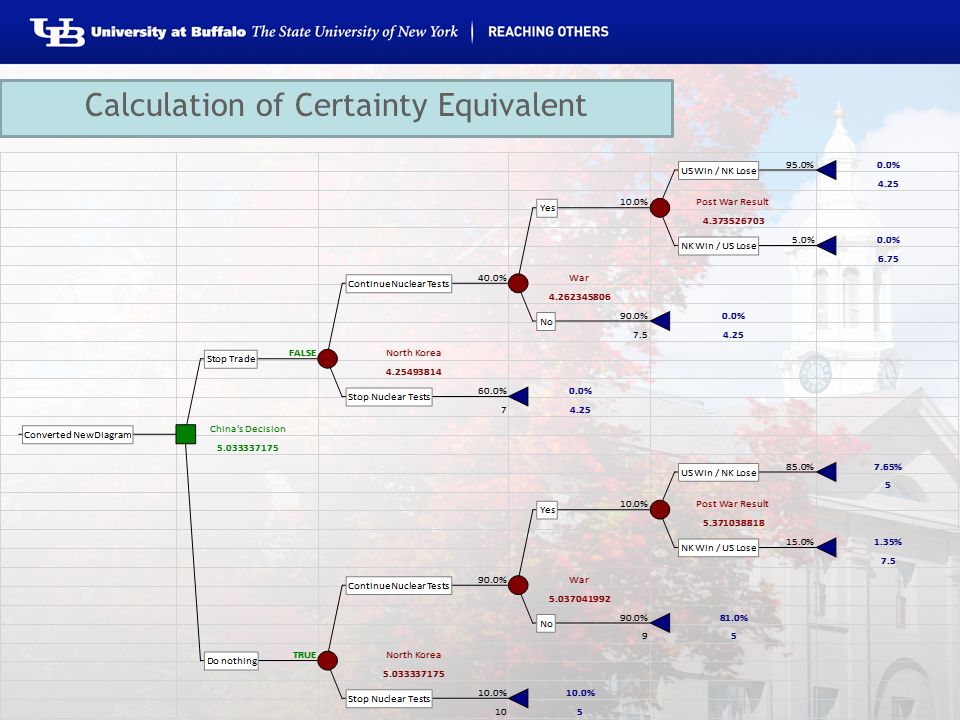 UB University at Buffalo The State University of New York | REACHING OTHERS
Calculation of Certainty Equivalent
US Win / NK Lose 95.0% 0.0%
4.25
Yes 10.0% Post War Result
4.373526703
NK Win / US Lose 5.0% 0.0%
6.75
Continue Nuclear Tests 40.0% War
4.262345806
No 90.0% 0.0%
7.5 4.25
Stop Trade FALSE North Korea
4.25493814
Stop Nuclear Tests 60.0% 0.0%
7 4.25
Converted New Diagram China's Decision
5.033337175
US Win / NK Lose 85.0% 7.65%
5
Yes 10.0% Post War Result
5.371038818
NK Win / US Lose 15.0% 1.35%
7.5
Continue Nuclear Tests 90.0% War
5.037041992
No 90.0% 81.0%
9 5
Do nothing TRUE North Korea
5.033337175
Stop Nuclear Tests 10.0% 10.0%
10 5